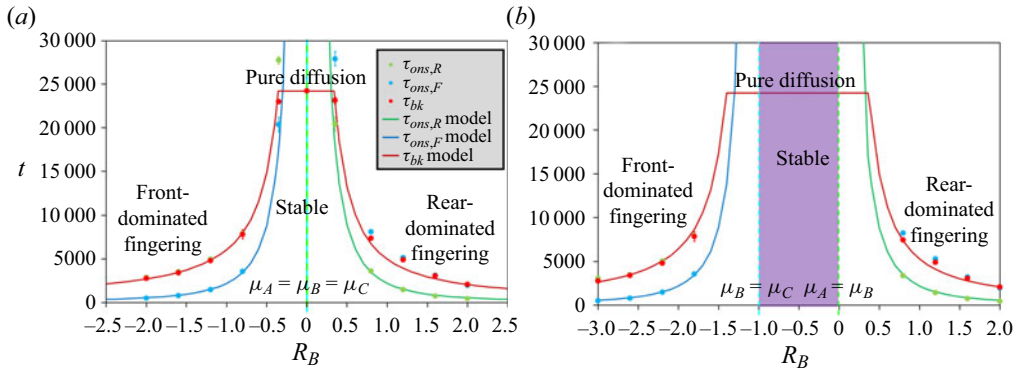 (a)
30 000
25 000
20 000
t
15 000
10 000
5000
0
Pure diffusion
τons,R
τons,F
τbk
τons,R model
τons,F model
τbk model
Front-
dominated
fingering
Stable
Rear-
dominated
fingering
μA = μB = μC
−2.5 −2.0 −1.5 −1.0 −0.5 0 0.5 1.0 1.5 2.0 2.5
RB
(b)
30 000
25 000
20 000
15 000
10 000
5000
0
Pure diffusion
Stable
Front-
dominated
fingering
Rear-
dominated
fingering
μB = μC μA = μB
−3.0 −2.5 −2.0 −1.5 −1.0 −0.5 0 0.5 1.0 1.5 2.0
RB